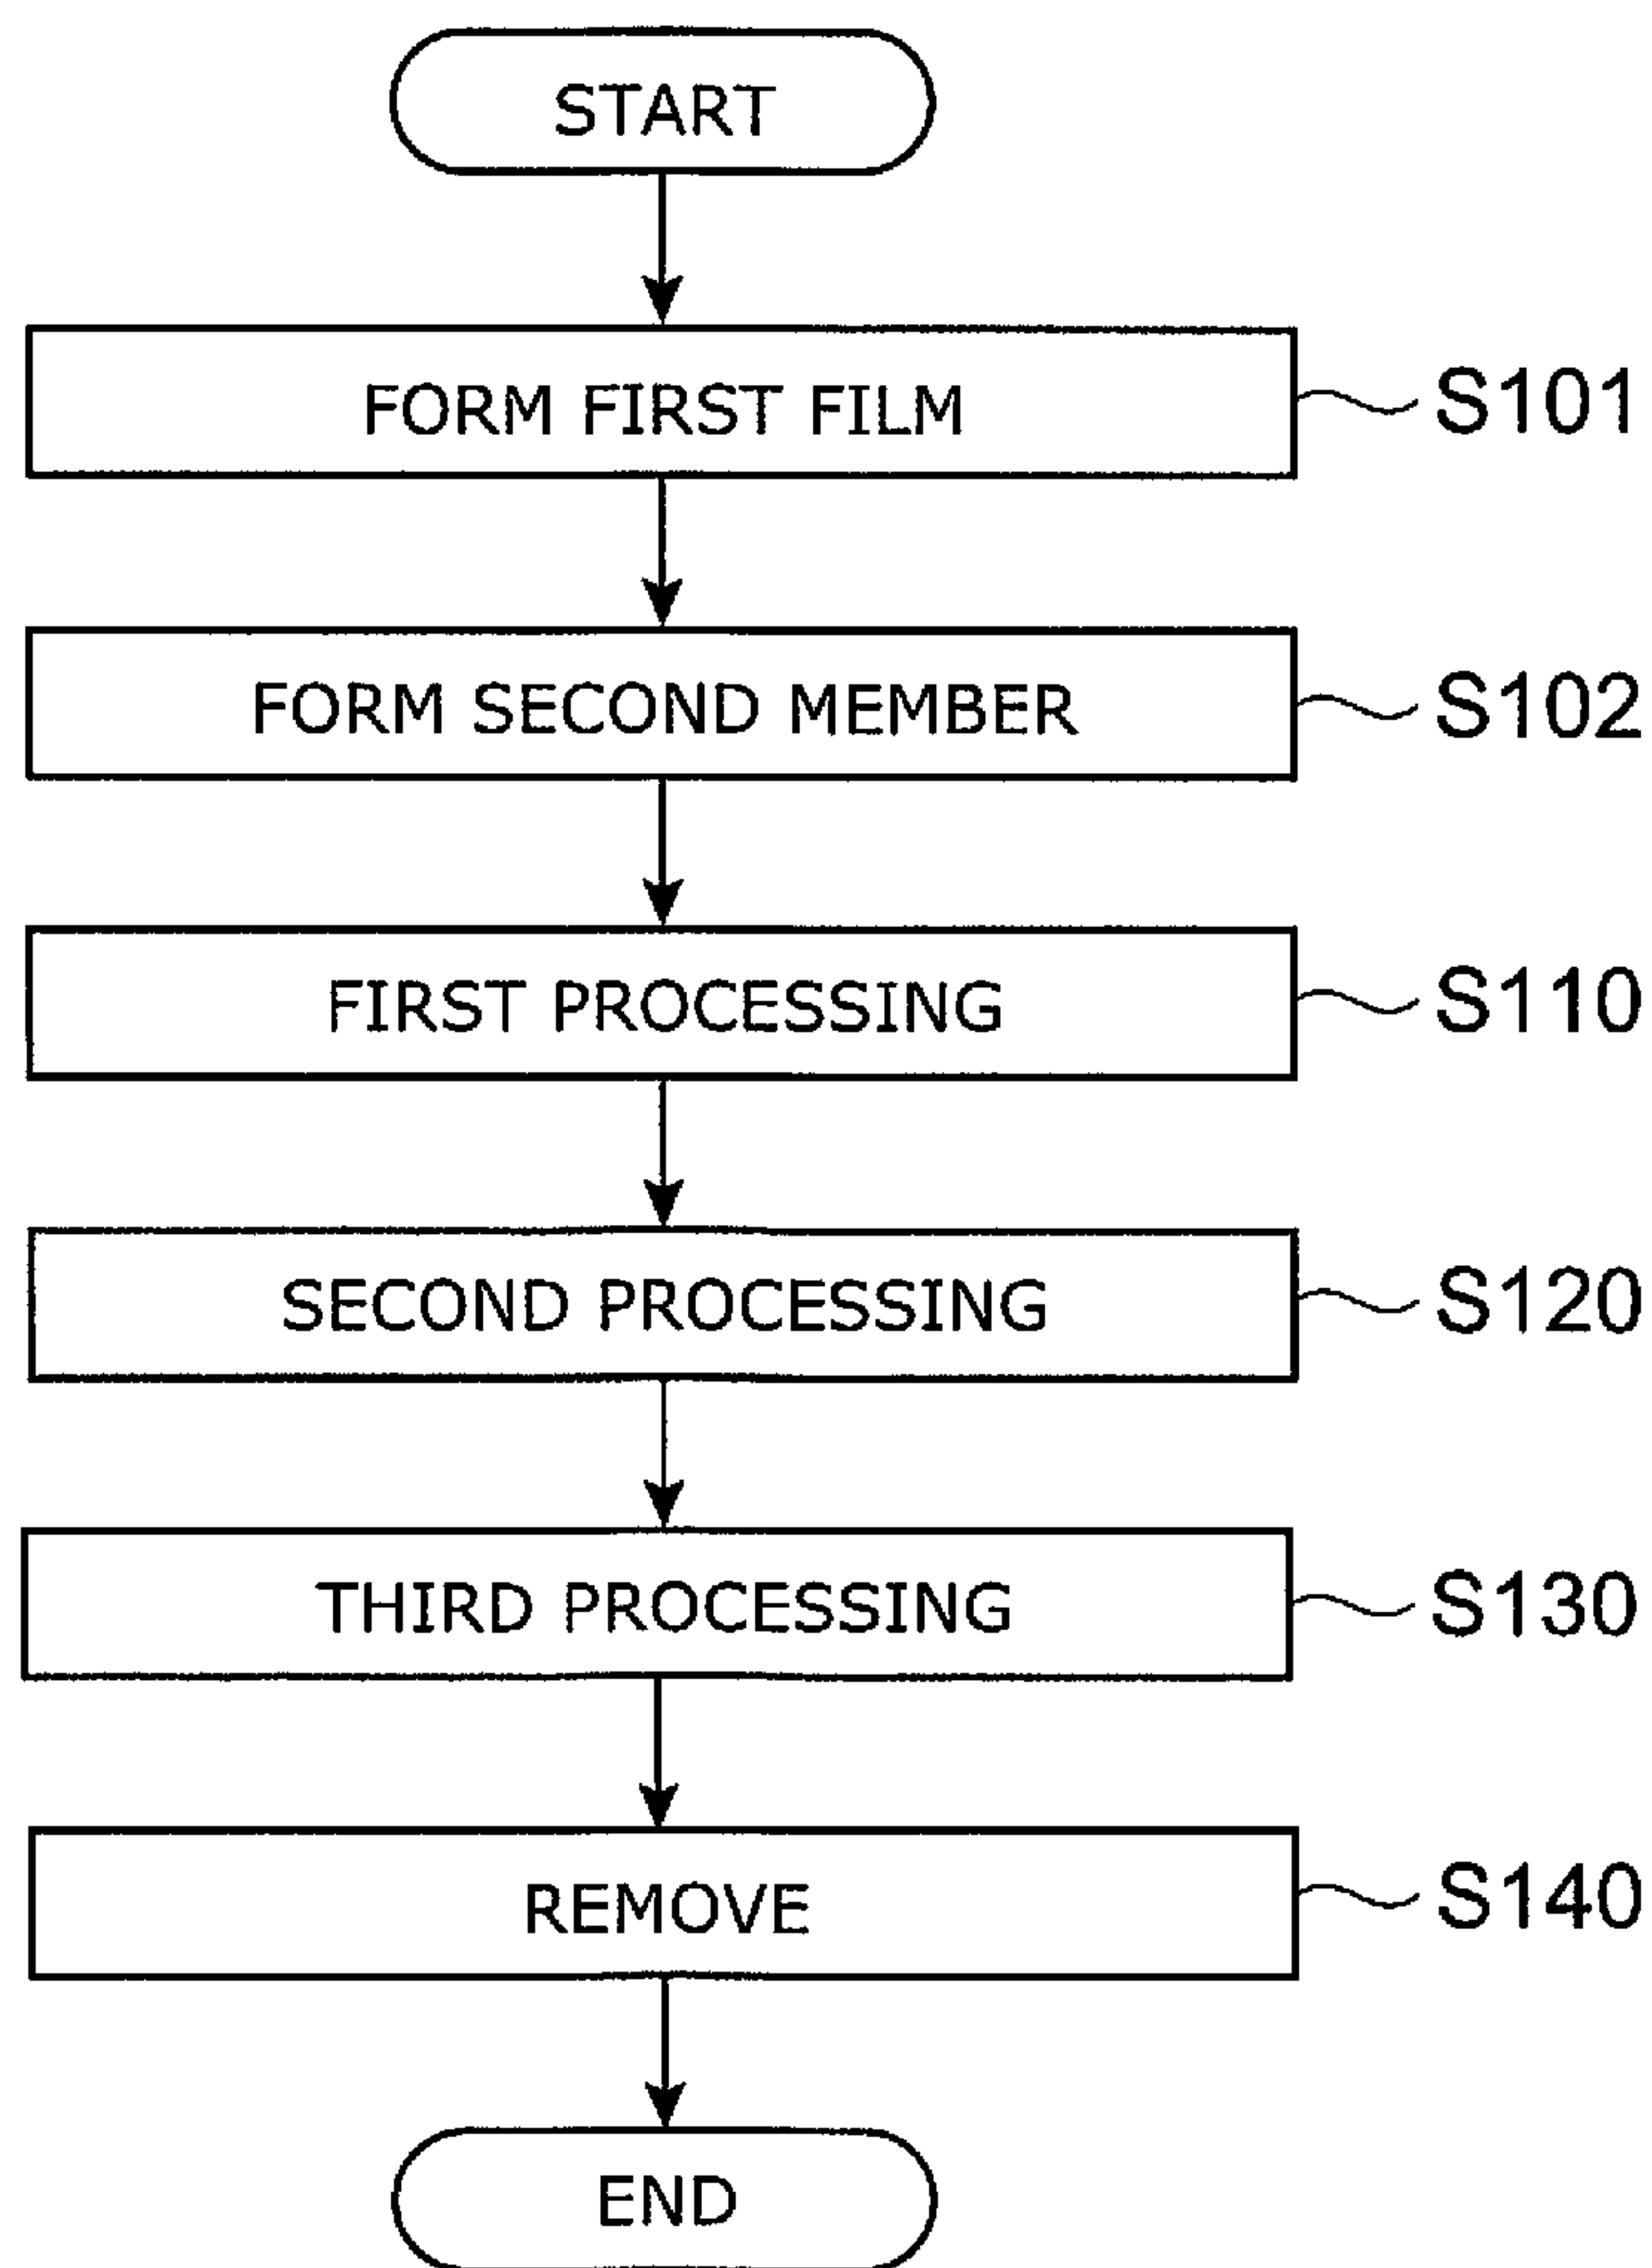 START
FORM FIRST FILM S101
FORM SECOND MEMBER S102
FIRST PROCESSING S110
SECOND PROCESSING S120
THIRD PROCESSING S130
REMOVE S140
END